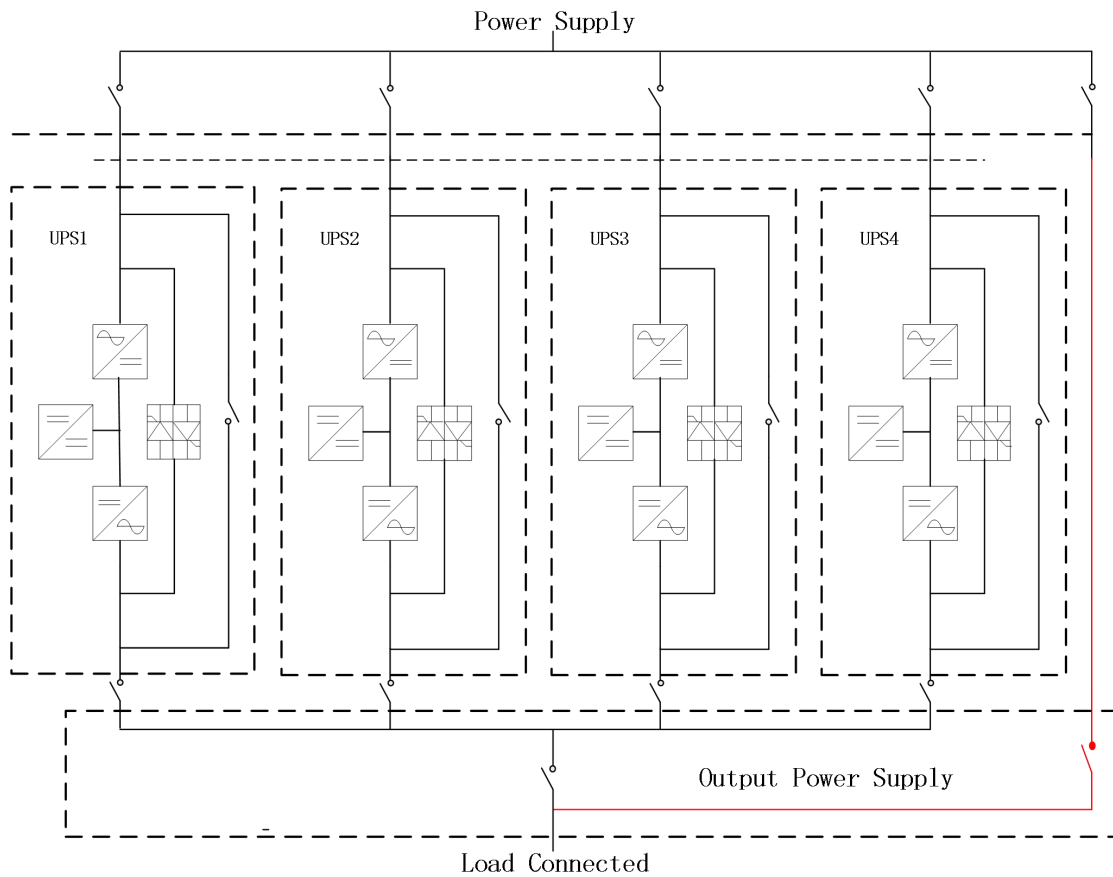 Power Supply
UPS1
UPS2
UPS3
UPS4
Output Power Supply
Load Connected